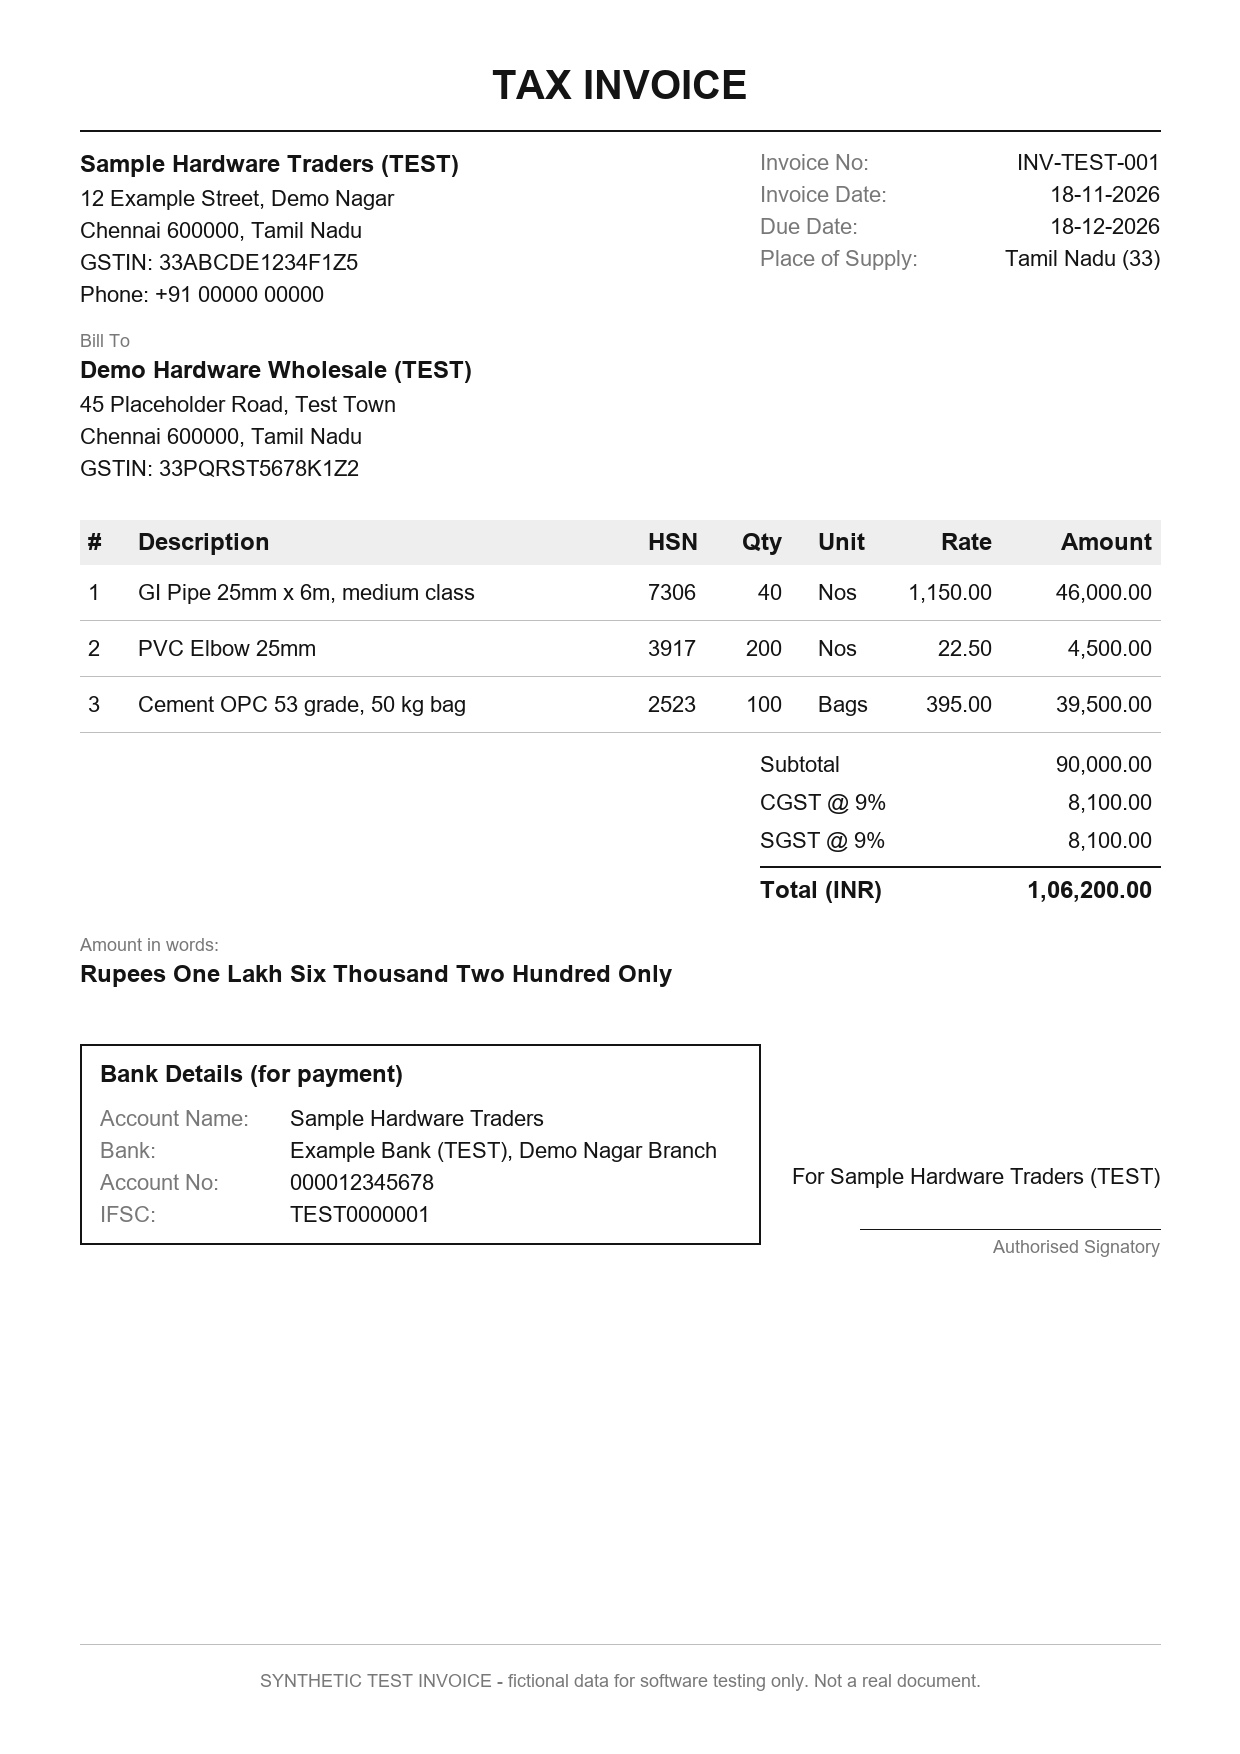 TAX INVOICE
Sample Hardware Traders (TEST)
12 Example Street, Demo Nagar
Chennai 600000, Tamil Nadu
GSTIN: 33ABCDE1234F1Z5
Phone: +91 00000 00000
Invoice No: INV-TEST-001
Invoice Date: 18-11-2026
Due Date: 18-12-2026
Place of Supply: Tamil Nadu (33)
Bill To
Demo Hardware Wholesale (TEST)
45 Placeholder Road, Test Town
Chennai 600000, Tamil Nadu
GSTIN: 33PQRST5678K1Z2
# Description HSN Qty Unit Rate Amount
1 GI Pipe 25mm x 6m, medium class 7306 40 Nos 1,150.00 46,000.00
2 PVC Elbow 25mm 3917 200 Nos 22.50 4,500.00
3 Cement OPC 53 grade, 50 kg bag 2523 100 Bags 395.00 39,500.00
Subtotal 90,000.00
CGST @ 9% 8,100.00
SGST @ 9% 8,100.00
Total (INR) 1,06,200.00
Amount in words:
Rupees One Lakh Six Thousand Two Hundred Only
Bank Details (for payment)
Account Name: Sample Hardware Traders
Bank: Example Bank (TEST), Demo Nagar Branch
Account No: 000012345678
IFSC: TEST0000001
For Sample Hardware Traders (TEST)
Authorised Signatory
SYNTHETIC TEST INVOICE - fictional data for software testing only. Not a real document.